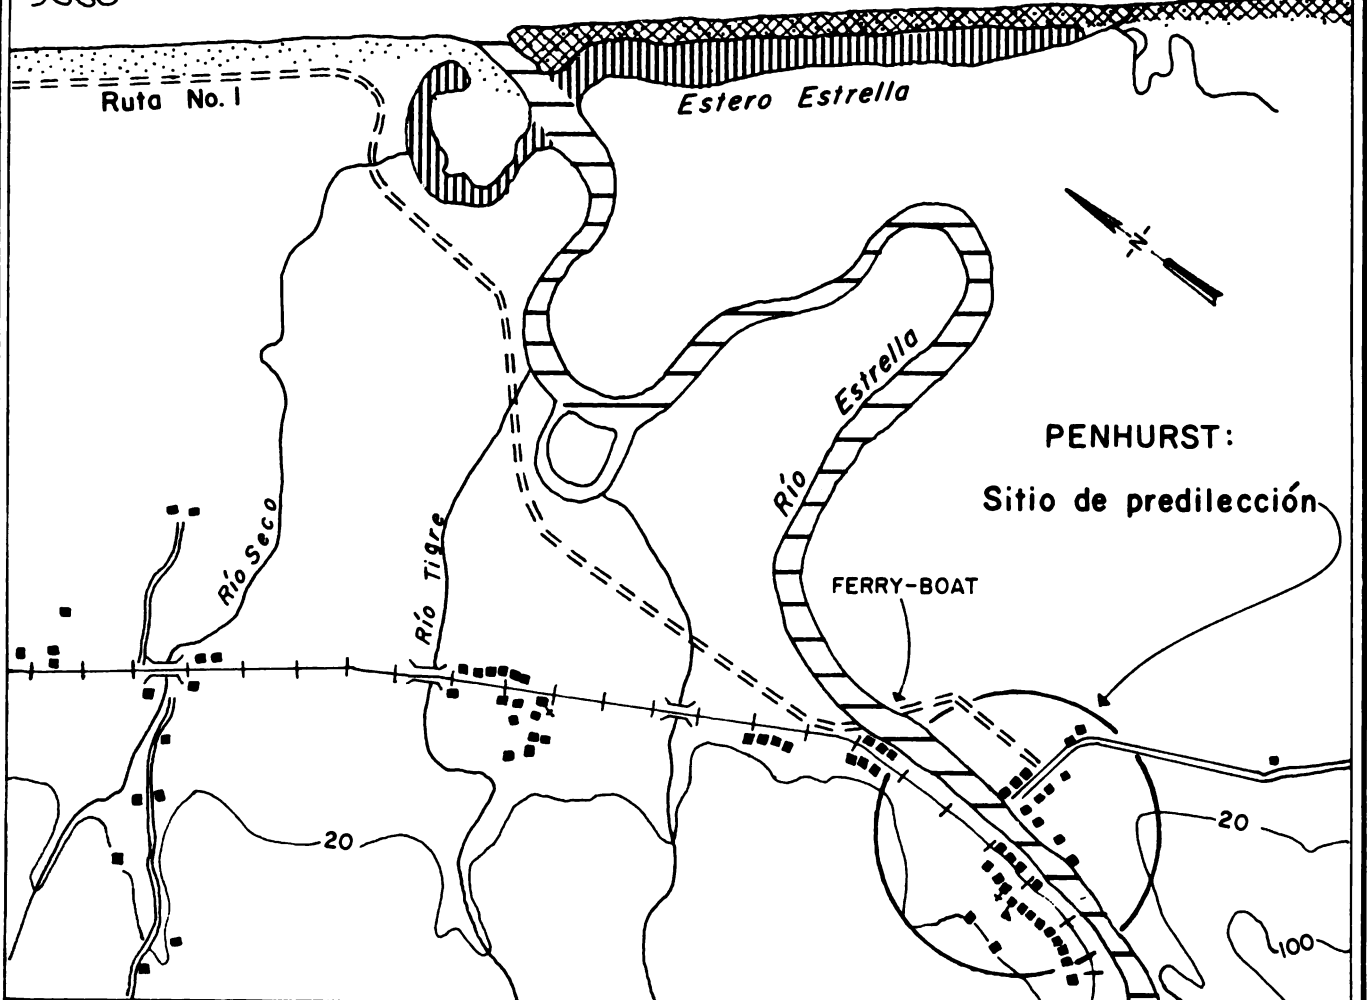 Ruta No. 1
Estero Estrella
N
Estrella
PENHURST:
Río
Sitio de predilección
Río Seco
Río Tigre
FERRY-BOAT
20
20
100